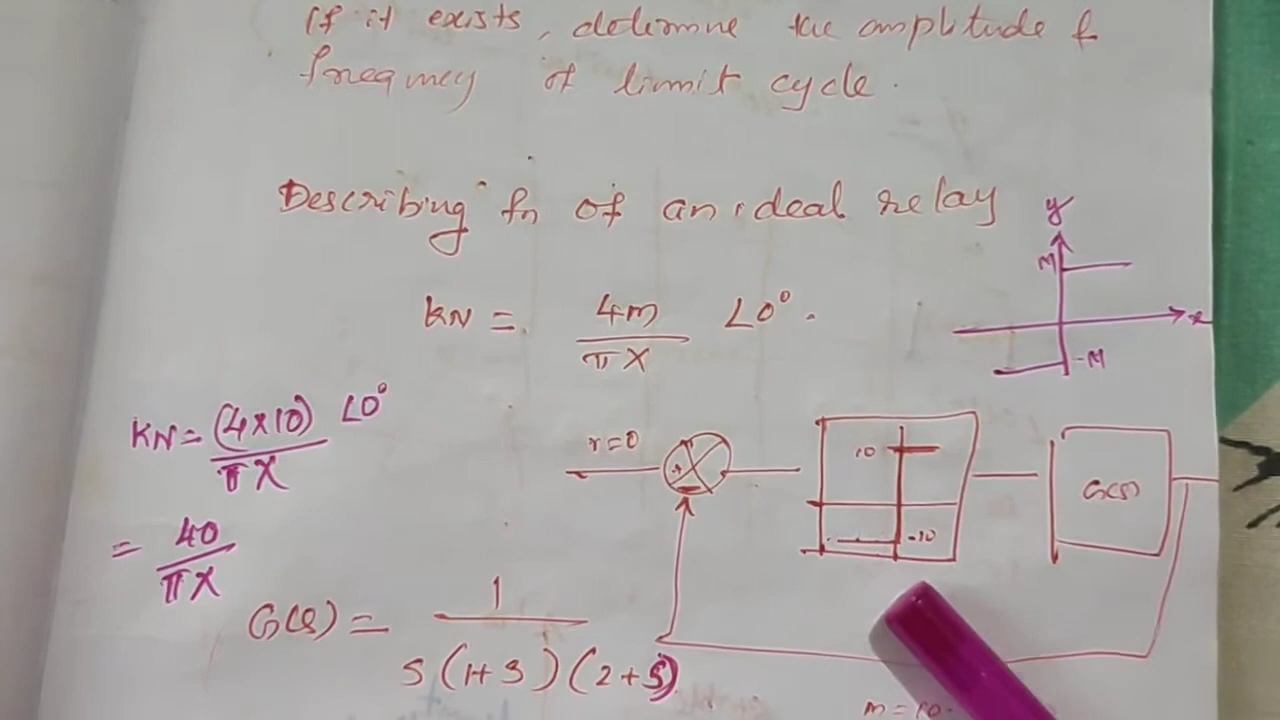 If it exists, determine the amplitude &
frequency of limit cycle.
Describing fn of an ideal relay
y
M
x
-M
KN = 4m / πX ∠0°.
KN = (4×10) / πX ∠0°
= 40 / πX
r=0
+
-
10
-10
G(s)
G(s) = 1 / s(1+s)(2+s)
m=10.